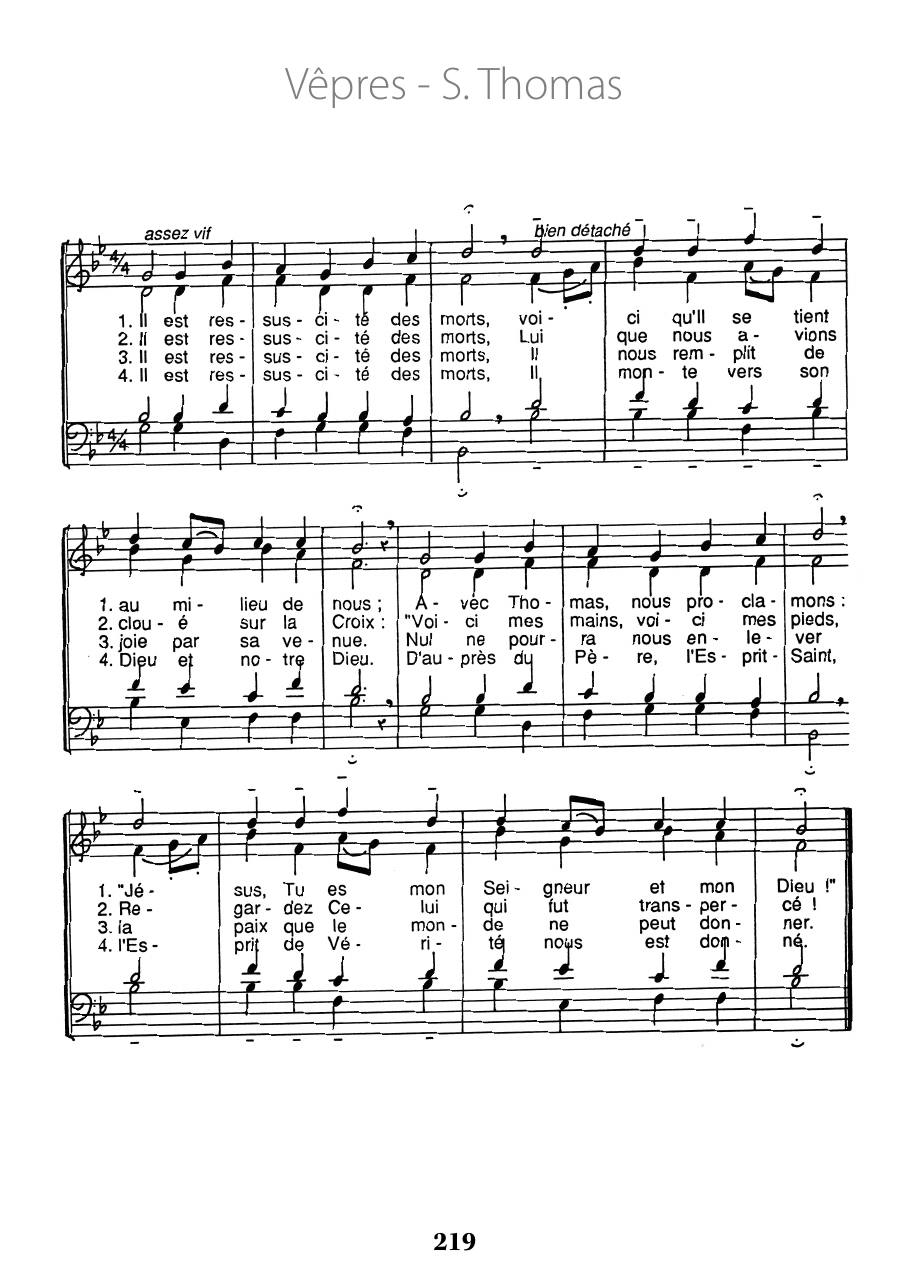 Vêpres - S. Thomas
assez vif
bien détaché
1. Il est res- sus- ci- té des morts, voi- ci qu'Il se tient
2. Il est res- sus- ci- té des morts, Lui que nous a- vions
3. Il est res- sus- ci- té des morts, Il nous rem- plit de
4. Il est res- sus- ci- té des morts, Il mon- te vers son
1. au mi- lieu de nous ; A- vec Tho- mas, nous pro- cla- mons :
2. clou- é sur la Croix : "Voi- ci mes mains, voi- ci mes pieds,
3. joie par sa ve- nue. Nul ne pour- ra nous en- le- ver
4. Dieu et no- tre Dieu. D'au- près du Pè- re, l'Es- prit- Saint,
1. "Jé- sus, Tu es mon Sei- gneur et mon Dieu !"
2. Re- gar- dez Ce- lui qui fut trans- per- cé !
3. la paix que le mon- de ne peut don- ner.
4. l'Es- prit de Vé- ri- té nous est don- né.
219